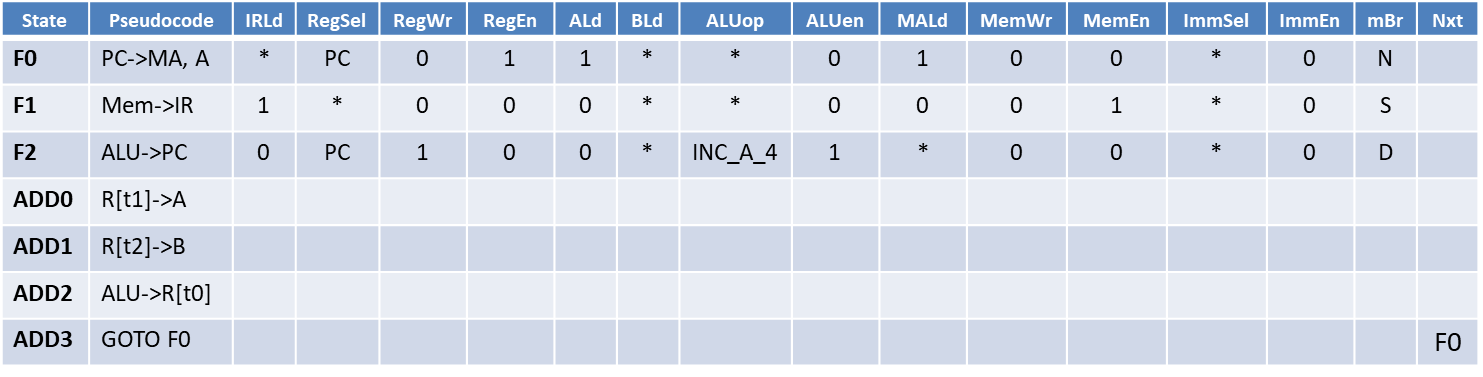 State Pseudocode IRLd RegSel RegWr RegEn ALd BLd ALUop ALUen MALd MemWr MemEn ImmSel ImmEn mBr Nxt
F0 PC->MA, A * PC 0 1 1 * * 0 1 0 0 * 0 N
F1 Mem->IR 1 * 0 0 0 * * 0 0 0 1 * 0 S
F2 ALU->PC 0 PC 1 0 0 * INC_A_4 1 * 0 0 * 0 D
ADD0 R[t1]->A
ADD1 R[t2]->B
ADD2 ALU->R[t0]
ADD3 GOTO F0 F0